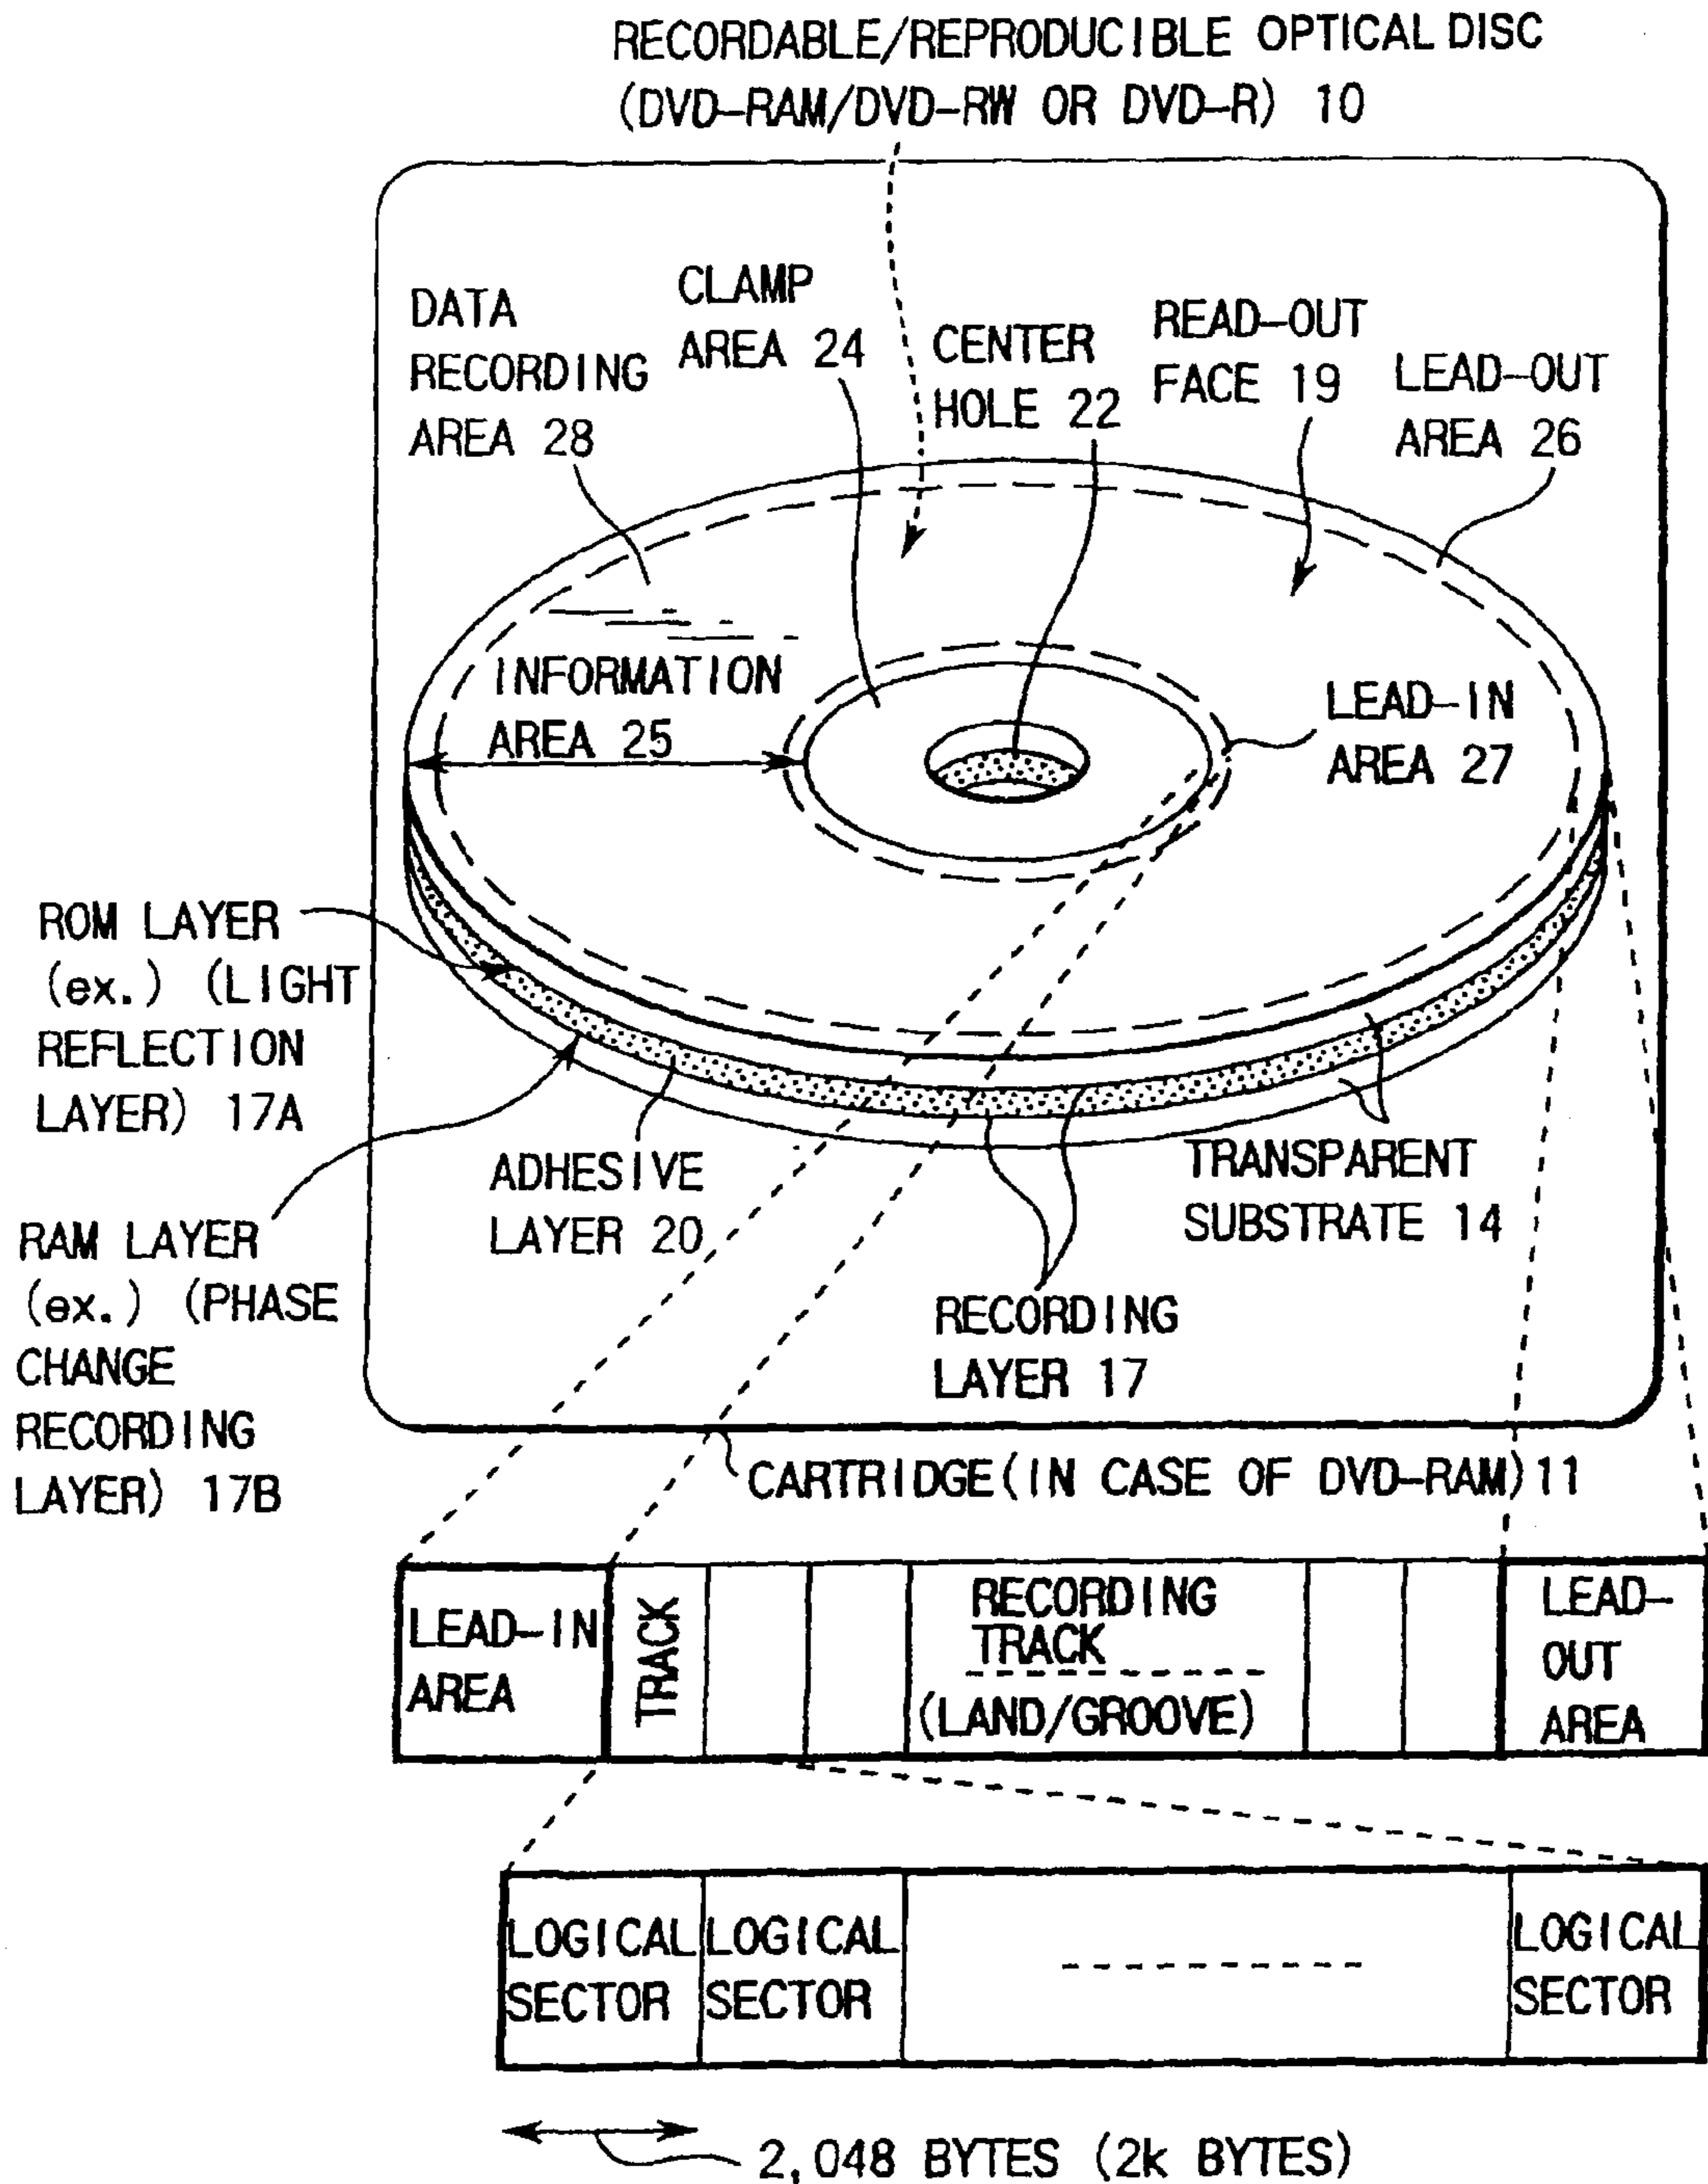 RECORDABLE/REPRODUCIBLE OPTICAL DISC
(DVD-RAM/DVD-RW OR DVD-R) 10
DATA
RECORDING
AREA 28
CLAMP
AREA 24
CENTER
HOLE 22
READ-OUT
FACE 19
LEAD-OUT
AREA 26
INFORMATION
AREA 25
LEAD-IN
AREA 27
ROM LAYER
(ex.) (LIGHT
REFLECTION
LAYER) 17A
RAM LAYER
(ex.) (PHASE
CHANGE
RECORDING
LAYER) 17B
ADHESIVE
LAYER 20
TRANSPARENT
SUBSTRATE 14
RECORDING
LAYER 17
CARTRIDGE(IN CASE OF DVD-RAM)11
LEAD-IN
AREA
TRACK
RECORDING
TRACK
(LAND/GROOVE)
LEAD-
OUT
AREA
LOGICAL
SECTOR
LOGICAL
SECTOR
LOGICAL
SECTOR
2,048 BYTES (2k BYTES)